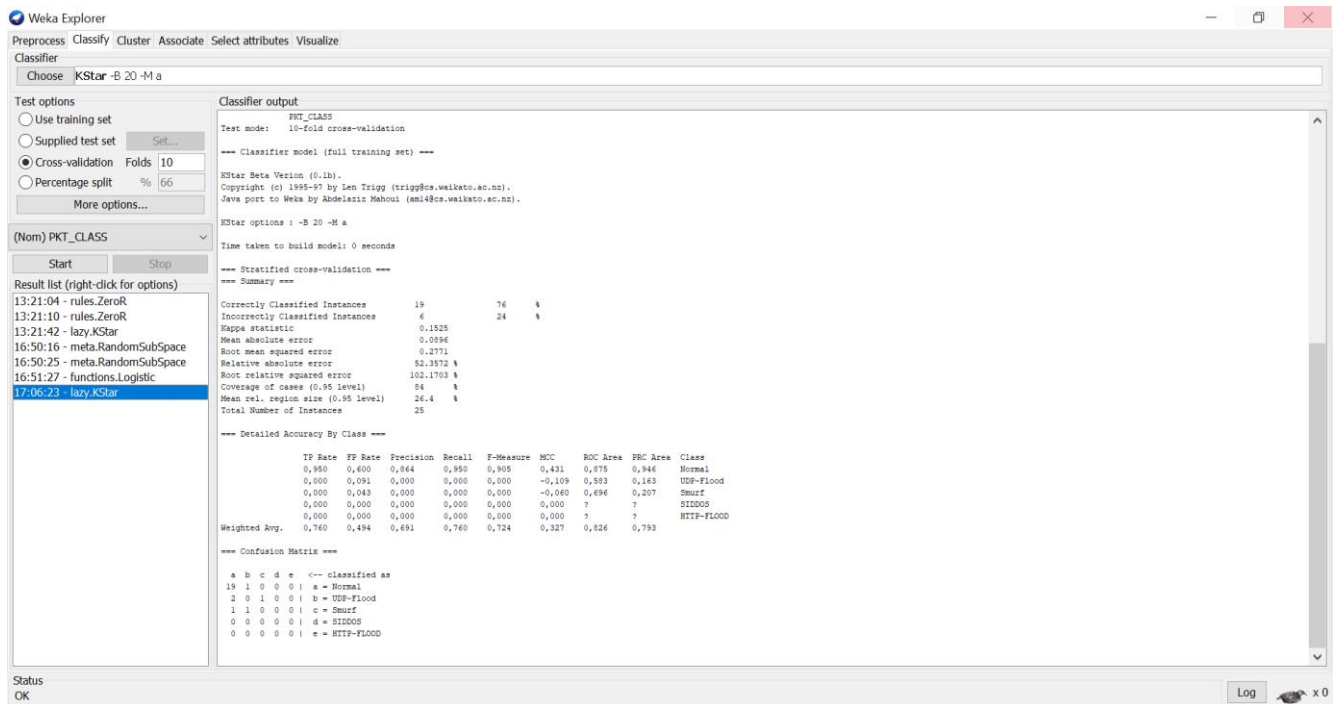 Weka Explorer
Preprocess Classify Cluster Associate Select attributes Visualize
Classifier
Choose KStar -B 20 -M a
Test options
Use training set
Supplied test set Set...
Cross-validation Folds 10
Percentage split % 66
More options...
(Nom) PKT_CLASS
Start Stop
Result list (right-click for options)
13:21:04 - rules.ZeroR
13:21:10 - rules.ZeroR
13:21:42 - lazy.KStar
16:50:16 - meta.RandomSubSpace
16:50:25 - meta.RandomSubSpace
16:51:27 - functions.Logistic
17:06:23 - lazy.KStar
Classifier output
PKT_CLASS
Test mode: 10-fold cross-validation
=== Classifier model (full training set) ===
KStar Beta Verion (0.1b).
Copyright (c) 1995-97 by Len Trigg (trigg@cs.waikato.ac.nz).
Java port to Weka by Abdelaziz Mahoui (am14@cs.waikato.ac.nz).
KStar options : -B 20 -M a
Time taken to build model: 0 seconds
=== Stratified cross-validation ===
=== Summary ===
Correctly Classified Instances 19 76 %
Incorrectly Classified Instances 6 24 %
Kappa statistic 0.1525
Mean absolute error 0.0896
Root mean squared error 0.2771
Relative absolute error 52.3572 %
Root relative squared error 102.1703 %
Coverage of cases (0.95 level) 84 %
Mean rel. region size (0.95 level) 26.4 %
Total Number of Instances 25
=== Detailed Accuracy By Class ===
TP Rate FP Rate Precision Recall F-Measure MCC ROC Area PRC Area Class
0,950 0,600 0,864 0,950 0,905 0,431 0,875 0,946 Normal
0,000 0,091 0,000 0,000 0,000 -0,109 0,583 0,163 UDP-Flood
0,000 0,043 0,000 0,000 0,000 -0,060 0,696 0,207 Smurf
0,000 0,000 0,000 0,000 0,000 0,000 ? ? SIDDOS
0,000 0,000 0,000 0,000 0,000 0,000 ? ? HTTP-FLOOD
Weighted Avg. 0,760 0,494 0,691 0,760 0,724 0,327 0,826 0,793
=== Confusion Matrix ===
a b c d e <-- classified as
19 1 0 0 0 | a = Normal
2 0 1 0 0 | b = UDP-Flood
1 1 0 0 0 | c = Smurf
0 0 0 0 0 | d = SIDDOS
0 0 0 0 0 | e = HTTP-FLOOD
Status
OK
Log x 0